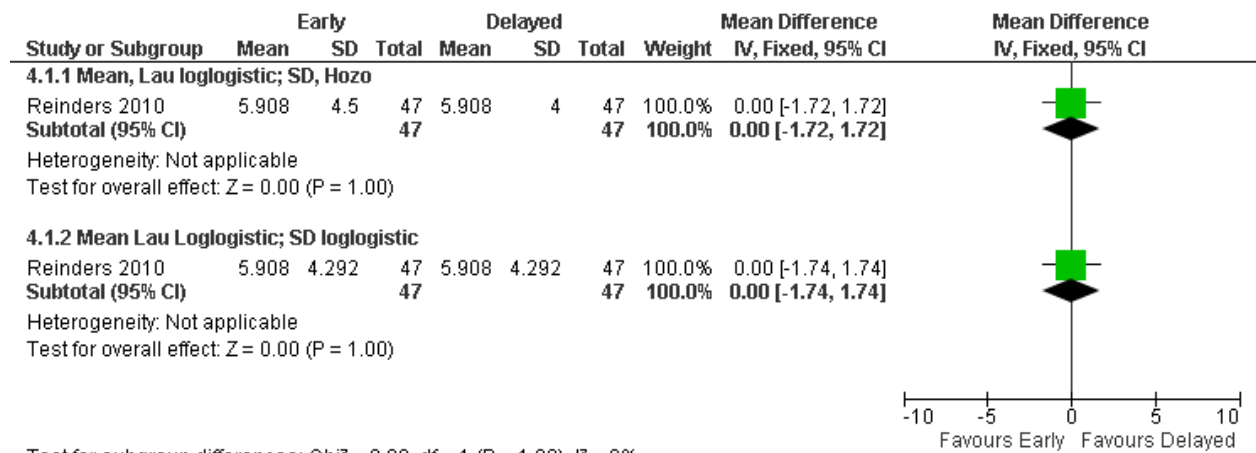 Early Delayed Mean Difference Mean Difference
Study or Subgroup Mean SD Total Mean SD Total Weight IV, Fixed, 95% CI IV, Fixed, 95% CI
4.1.1 Mean, Lau loglogistic; SD, Hozo
Reinders 2010 5.908 4.5 47 5.908 4 47 100.0% 0.00 [-1.72, 1.72]
Subtotal (95% CI) 47 47 100.0% 0.00 [-1.72, 1.72]
Heterogeneity: Not applicable
Test for overall effect: Z = 0.00 (P = 1.00)
4.1.2 Mean Lau Loglogistic; SD loglogistic
Reinders 2010 5.908 4.292 47 5.908 4.292 47 100.0% 0.00 [-1.74, 1.74]
Subtotal (95% CI) 47 47 100.0% 0.00 [-1.74, 1.74]
Heterogeneity: Not applicable
Test for overall effect: Z = 0.00 (P = 1.00)
-10 -5 0 5 10
Favours Early Favours Delayed